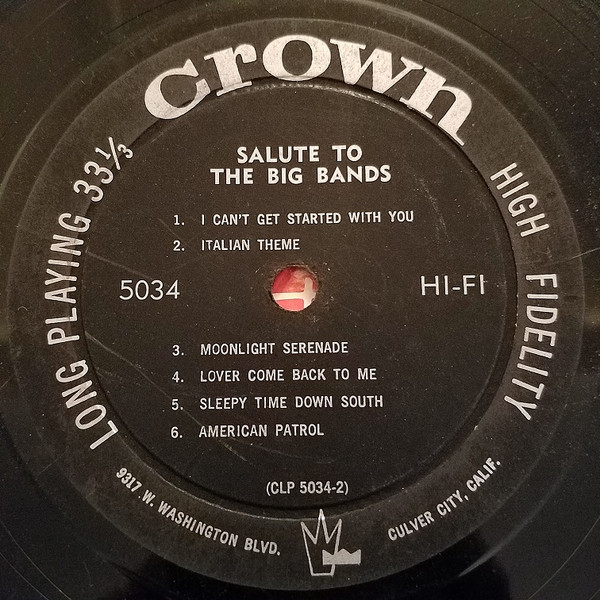 crown
LONG PLAYING 33⅓
HIGH FIDELITY
SALUTE TO
THE BIG BANDS
1. I CAN'T GET STARTED WITH YOU
2. ITALIAN THEME
5034
HI-FI
3. MOONLIGHT SERENADE
4. LOVER COME BACK TO ME
5. SLEEPY TIME DOWN SOUTH
6. AMERICAN PATROL
(CLP 5034-2)
9317 W. WASHINGTON BLVD.
CULVER CITY, CALIF.